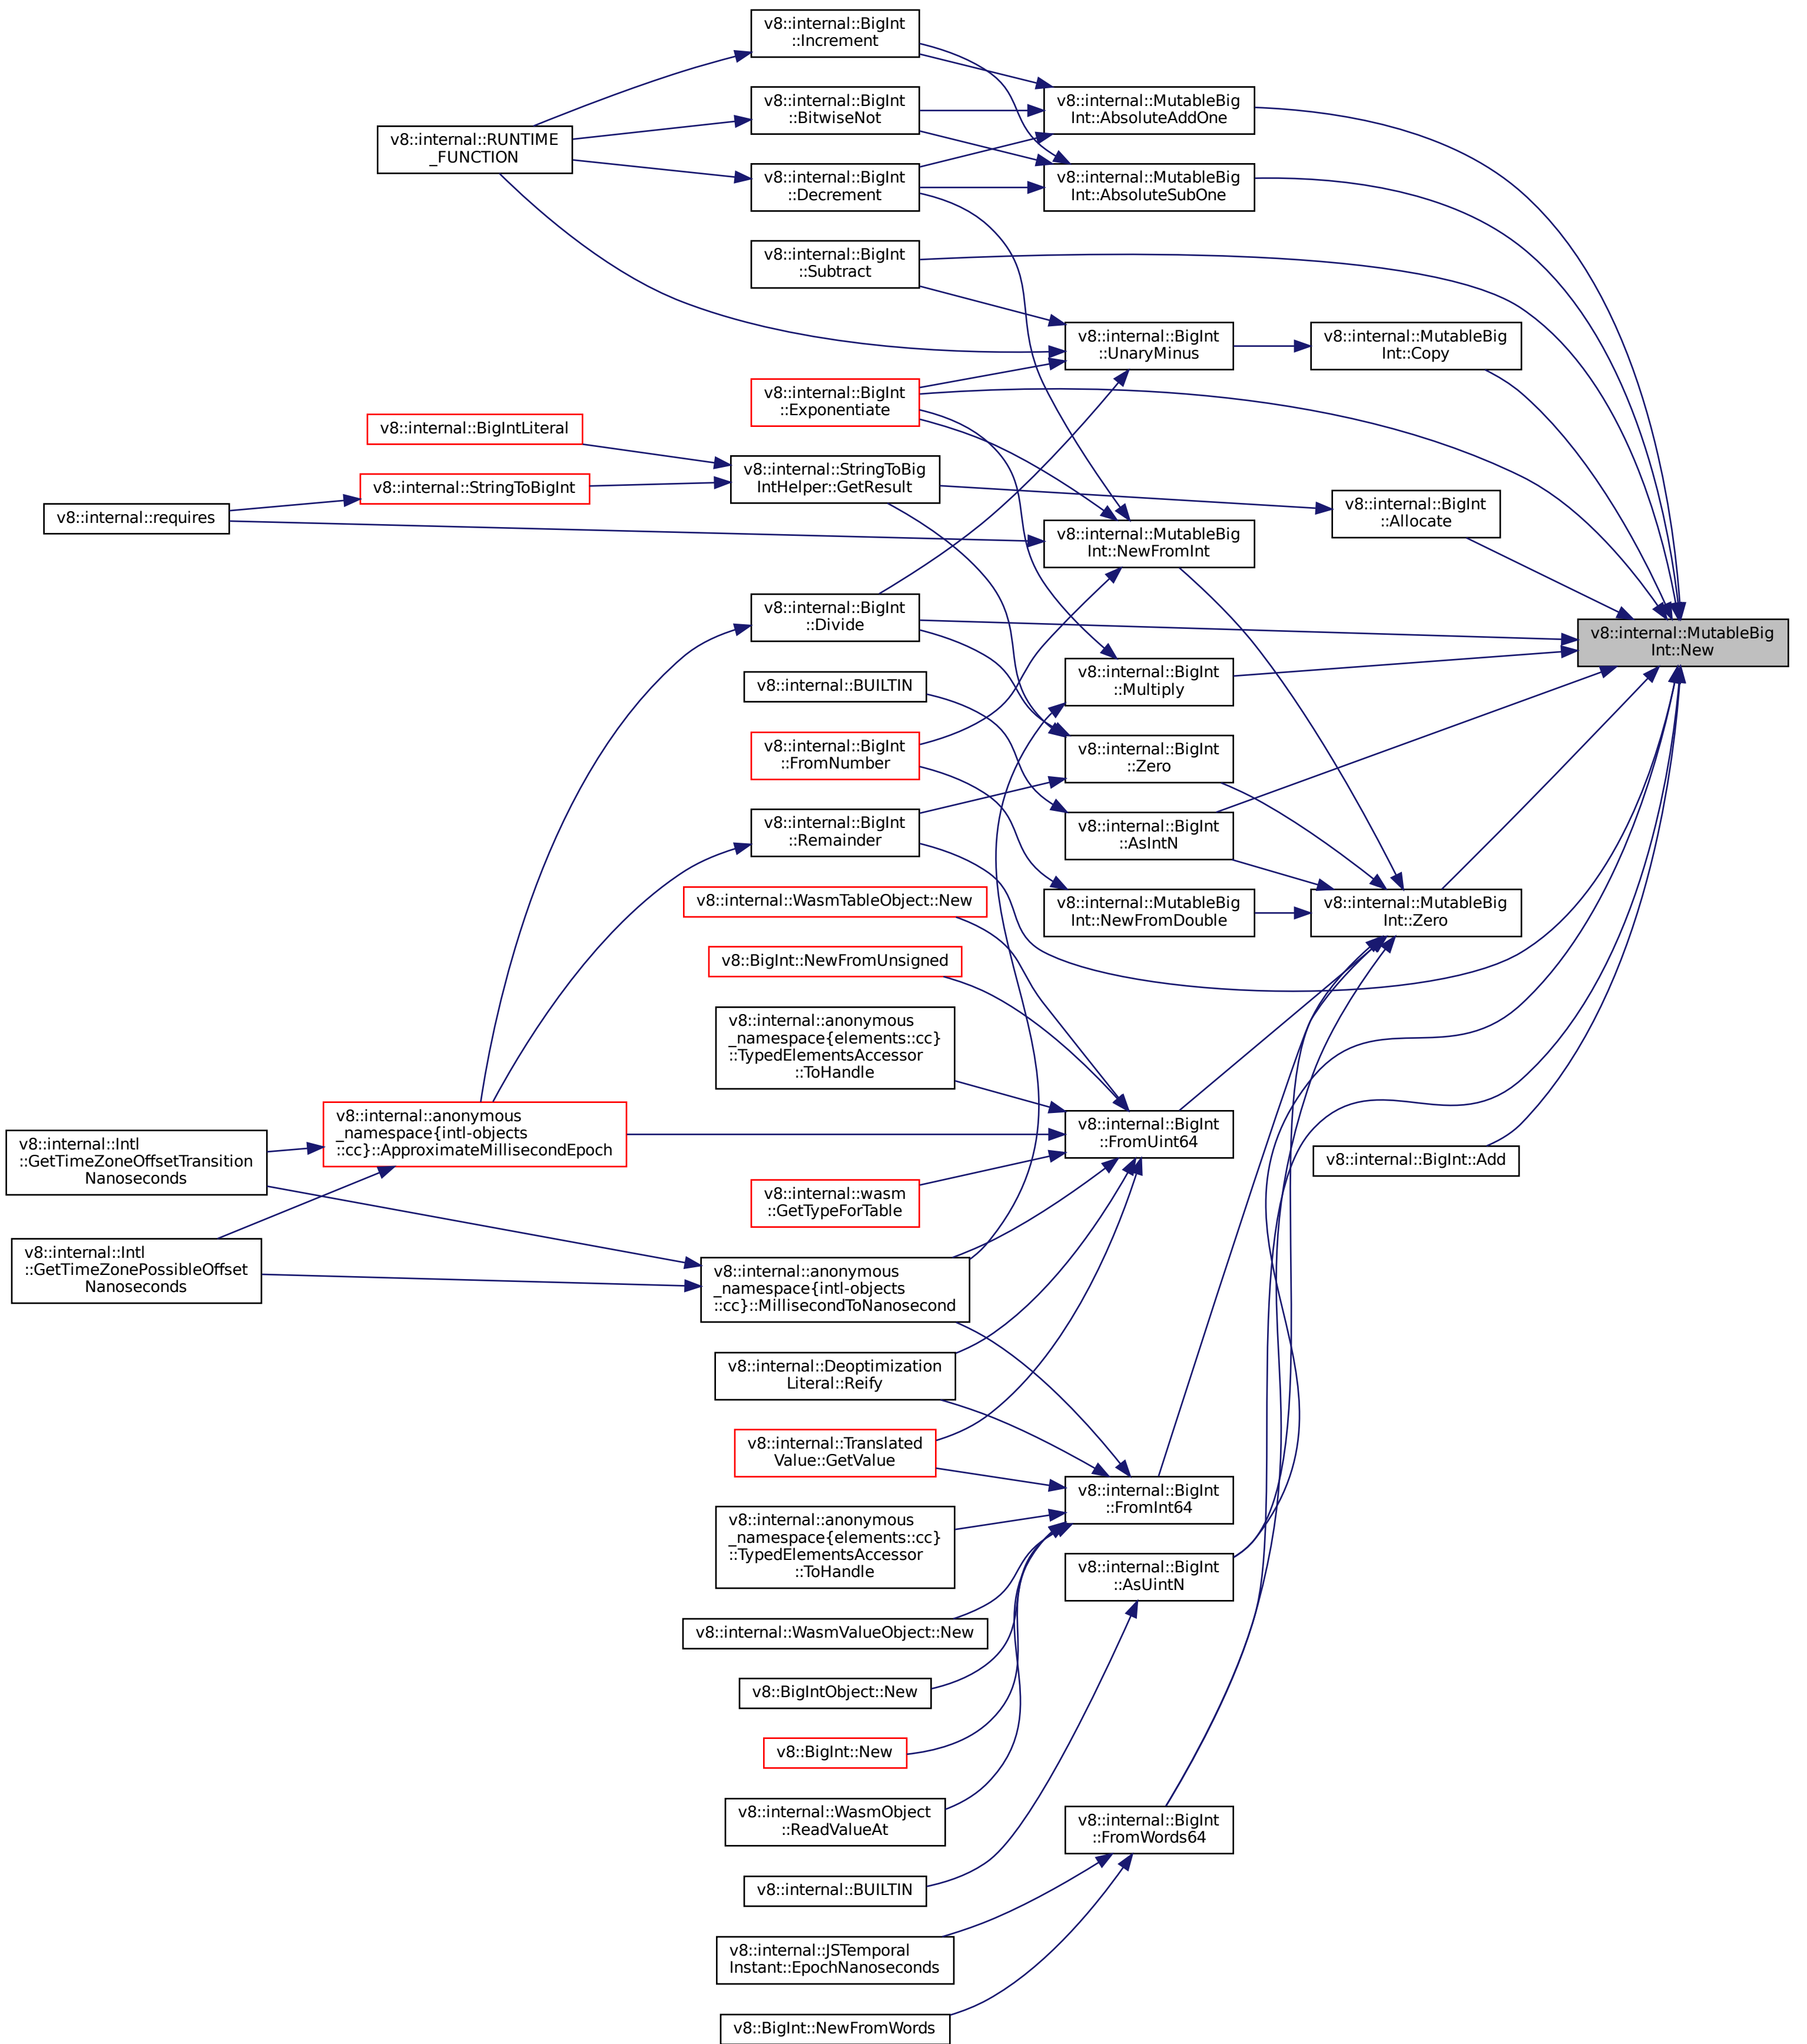 v8::internal::BigInt
::Increment
v8::internal::BigInt
::BitwiseNot
v8::internal::MutableBig
Int::AbsoluteAddOne
v8::internal::RUNTIME
_FUNCTION
v8::internal::BigInt
::Decrement
v8::internal::MutableBig
Int::AbsoluteSubOne
v8::internal::BigInt
::Subtract
v8::internal::BigInt
::UnaryMinus
v8::internal::MutableBig
Int::Copy
v8::internal::BigInt
::Exponentiate
v8::internal::BigIntLiteral
v8::internal::StringToBig
IntHelper::GetResult
v8::internal::StringToBigInt
v8::internal::requires
v8::internal::BigInt
::Allocate
v8::internal::MutableBig
Int::NewFromInt
v8::internal::BigInt
::Divide
v8::internal::MutableBig
Int::New
v8::internal::BUILTIN
v8::internal::BigInt
::Multiply
v8::internal::BigInt
::FromNumber
v8::internal::BigInt
::Zero
v8::internal::BigInt
::Remainder
v8::internal::BigInt
::AsIntN
v8::internal::WasmTableObject::New
v8::internal::MutableBig
Int::NewFromDouble
v8::internal::MutableBig
Int::Zero
v8::BigInt::NewFromUnsigned
v8::internal::anonymous
_namespace{elements::cc}
::TypedElementsAccessor
::ToHandle
v8::internal::anonymous
_namespace{intl-objects
::cc}::ApproximateMillisecondEpoch
v8::internal::BigInt
::FromUint64
v8::internal::Intl
::GetTimeZoneOffsetTransition
Nanoseconds
v8::internal::BigInt::Add
v8::internal::wasm
::GetTypeForTable
v8::internal::Intl
::GetTimeZonePossibleOffset
Nanoseconds
v8::internal::anonymous
_namespace{intl-objects
::cc}::MillisecondToNanosecond
v8::internal::Deoptimization
Literal::Reify
v8::internal::Translated
Value::GetValue
v8::internal::BigInt
::FromInt64
v8::internal::anonymous
_namespace{elements::cc}
::TypedElementsAccessor
::ToHandle
v8::internal::BigInt
::AsUintN
v8::internal::WasmValueObject::New
v8::BigIntObject::New
v8::BigInt::New
v8::internal::WasmObject
::ReadValueAt
v8::internal::BigInt
::FromWords64
v8::internal::BUILTIN
v8::internal::JSTemporal
Instant::EpochNanoseconds
v8::BigInt::NewFromWords